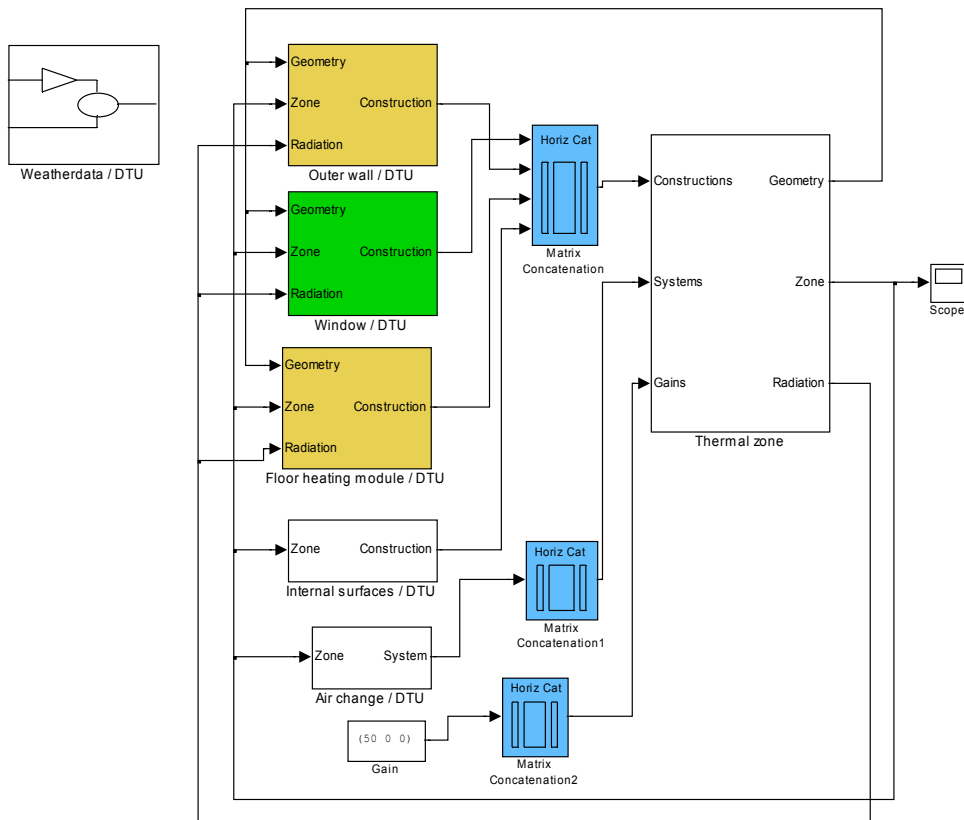 Weatherdata / DTU
Geometry
Zone
Radiation
Construction
Outer wall / DTU
Geometry
Zone
Radiation
Construction
Window / DTU
Geometry
Zone
Radiation
Construction
Floor heating module / DTU
Zone
Construction
Internal surfaces / DTU
Zone
System
Air change / DTU
(50 0 0)
Gain
Horiz Cat
Matrix
Concatenation
Horiz Cat
Matrix
Concatenation1
Horiz Cat
Matrix
Concatenation2
Constructions
Systems
Gains
Geometry
Zone
Radiation
Thermal zone
Scope